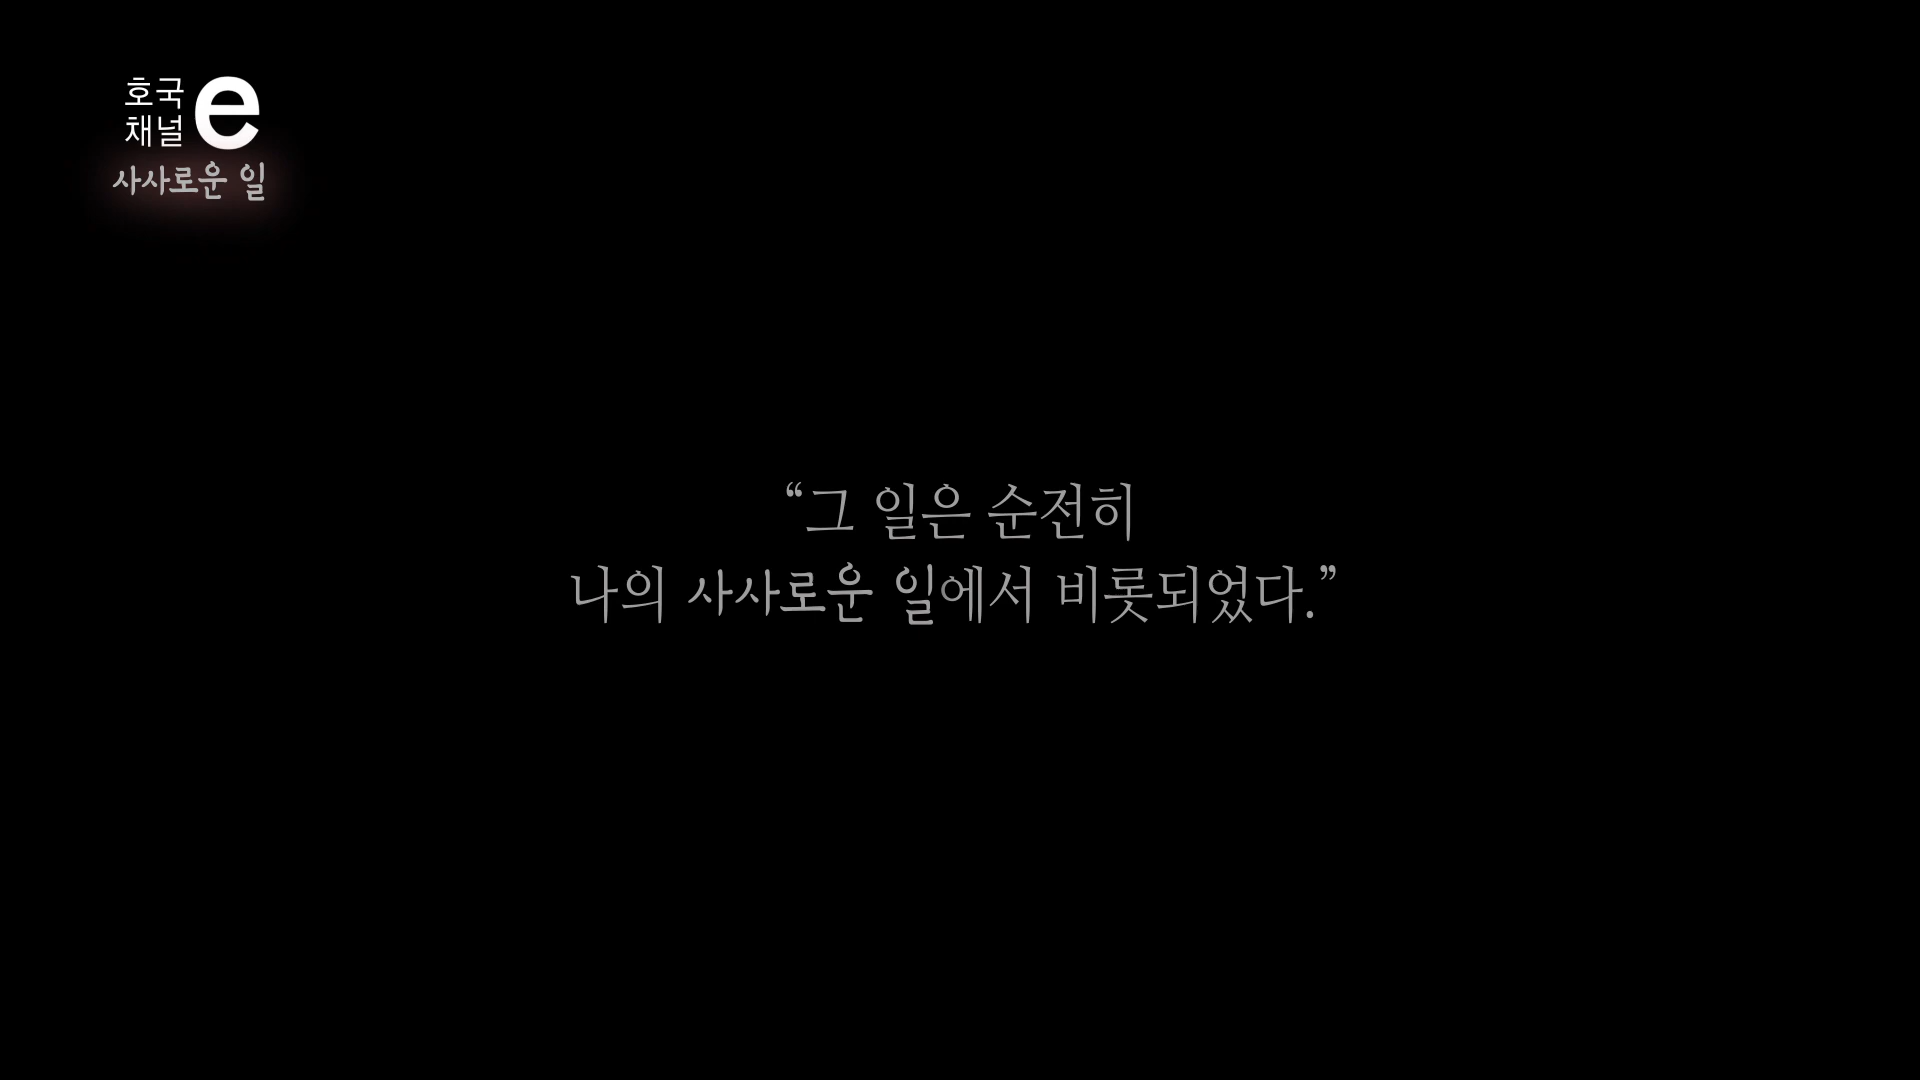 호국
채널 e
사사로운 일
“그 일은 순전히
나의 사사로운 일에서 비롯되었다.”